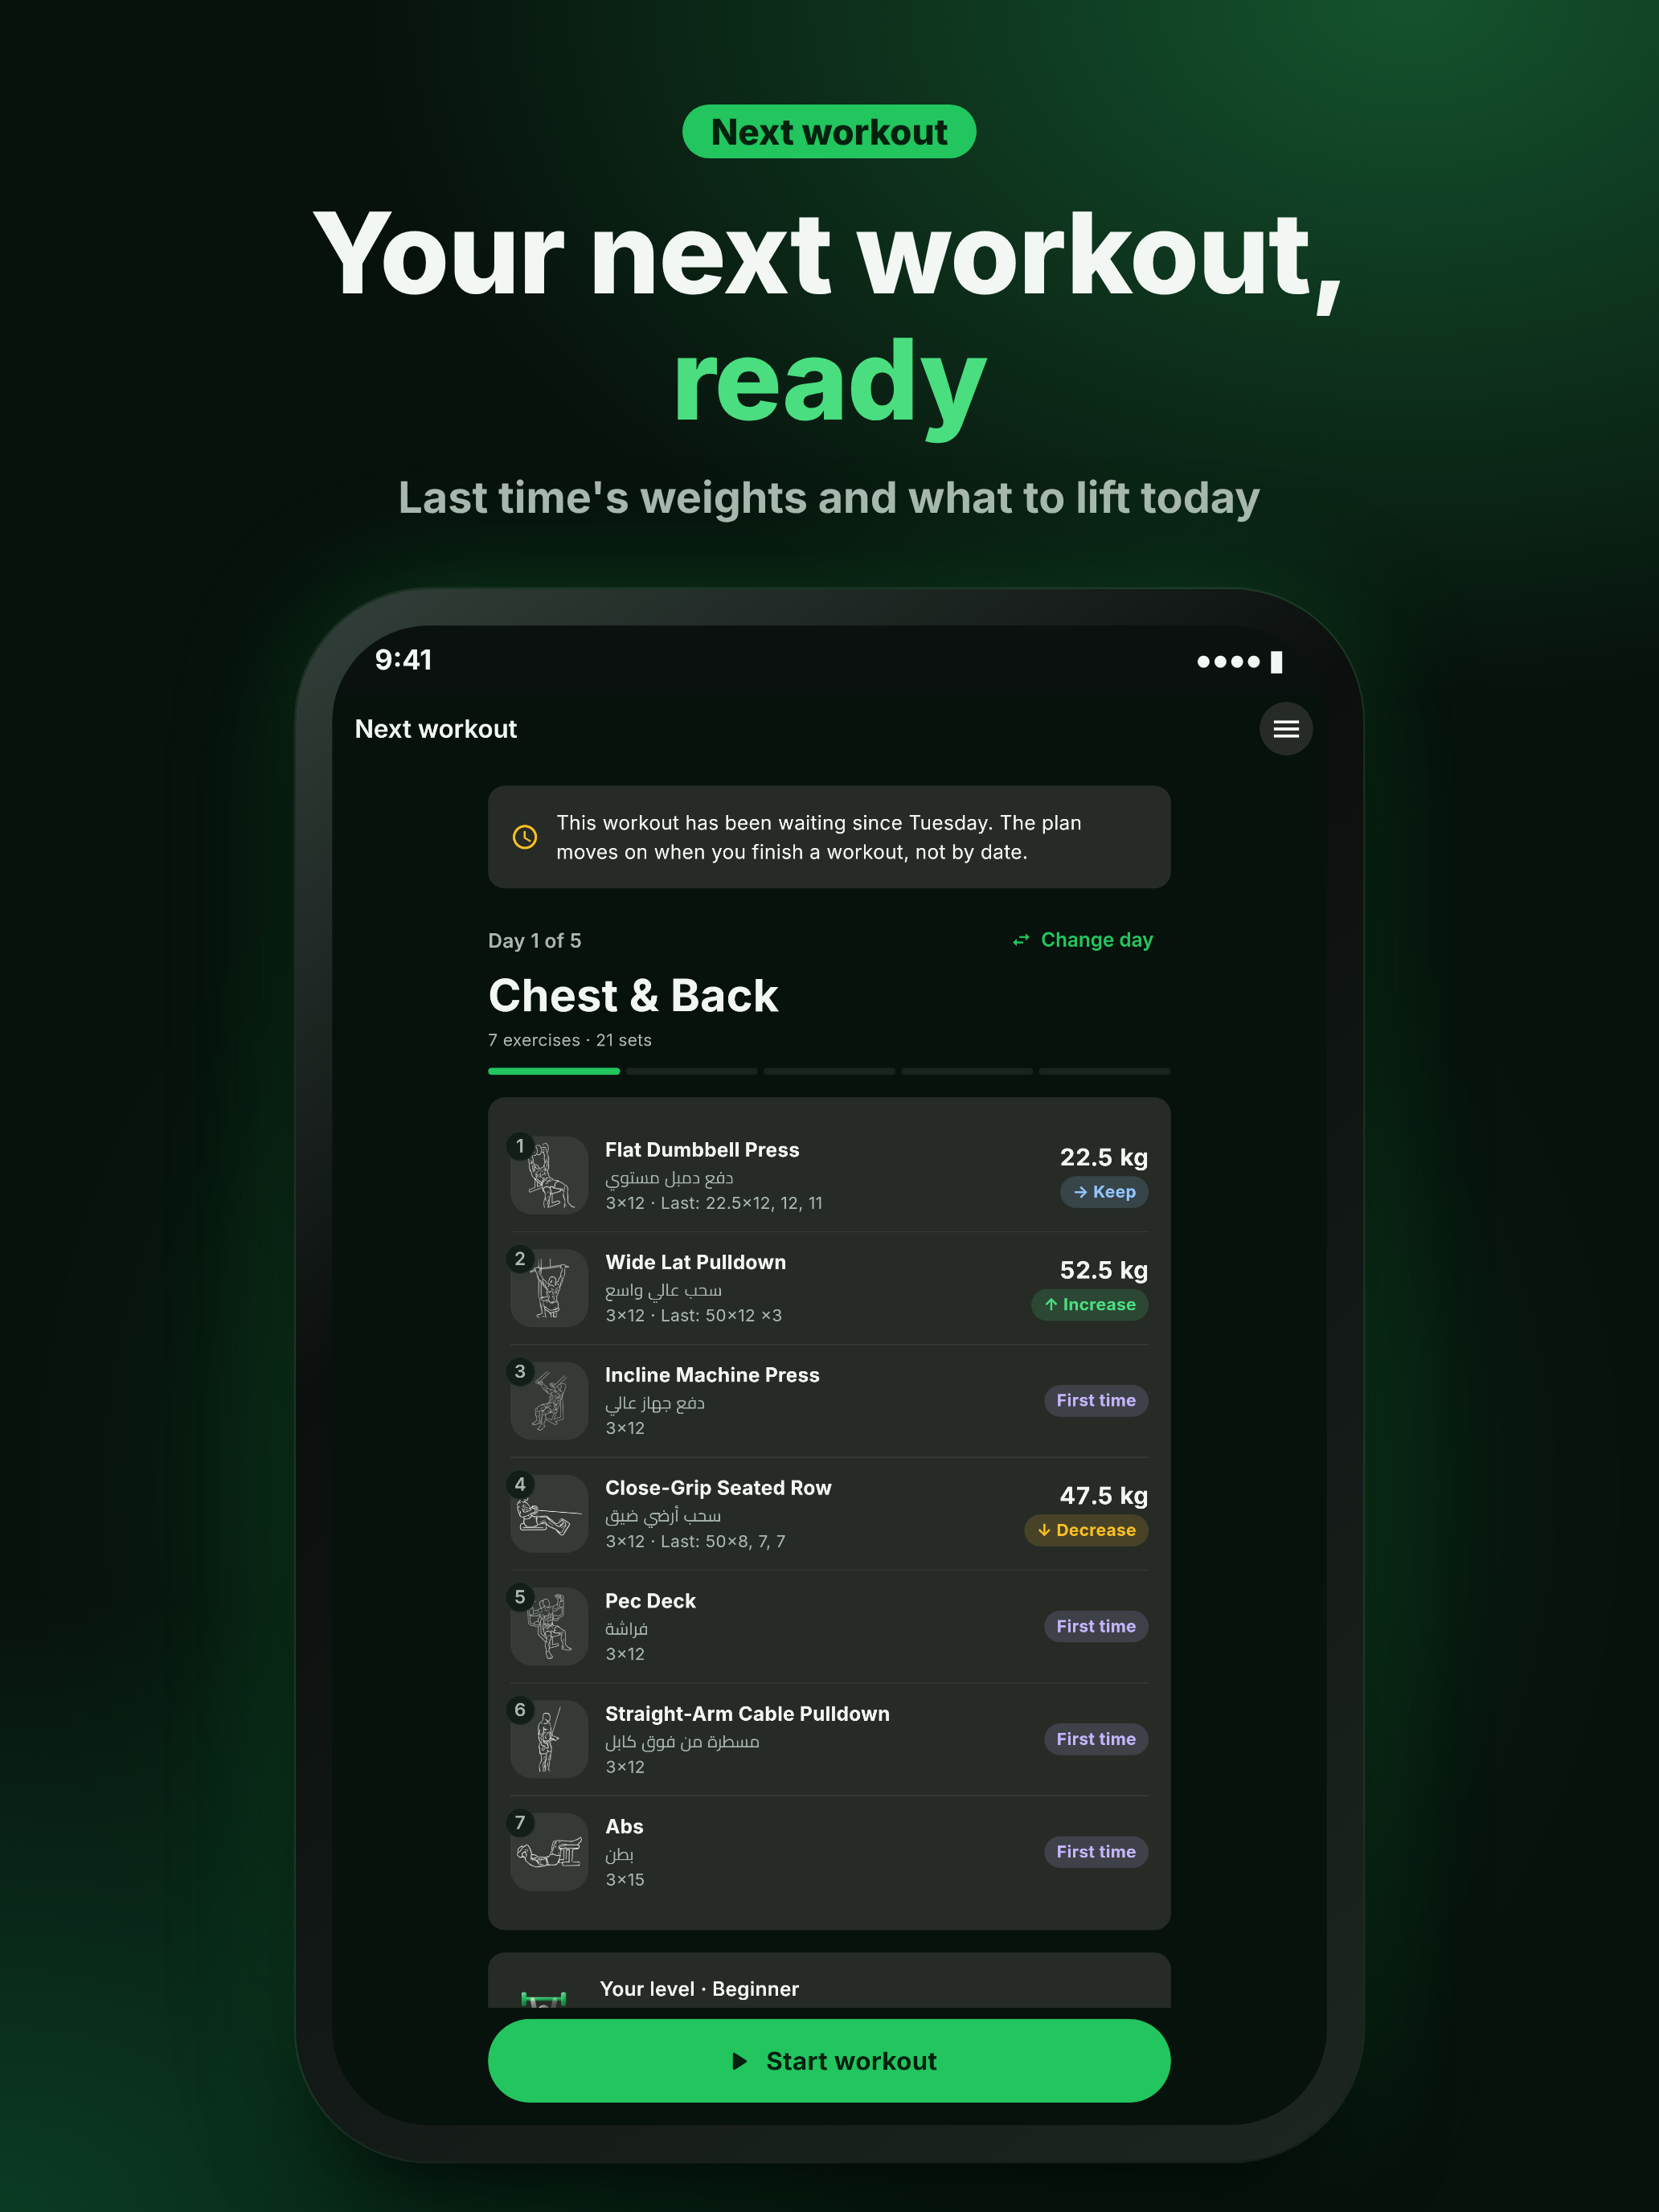 Next workout
Your next workout,
ready
Last time's weights and what to lift today
9:41
Next workout
This workout has been waiting since Tuesday. The plan
moves on when you finish a workout, not by date.
Day 1 of 5
Change day
Chest & Back
7 exercises · 21 sets
1
Flat Dumbbell Press
دفع دمبل مستوي
3×12 · Last: 22.5×12, 12, 11
22.5 kg
→ Keep
2
Wide Lat Pulldown
سحب عالي واسع
3×12 · Last: 50×12 ×3
52.5 kg
↑ Increase
3
Incline Machine Press
دفع جهاز عالي
3×12
First time
4
Close-Grip Seated Row
سحب أرضي ضيق
3×12 · Last: 50×8, 7, 7
47.5 kg
↓ Decrease
5
Pec Deck
فراشة
3×12
First time
6
Straight-Arm Cable Pulldown
مسطرة من فوق كابل
3×12
First time
7
Abs
بطن
3×15
First time
Your level · Beginner
Start workout